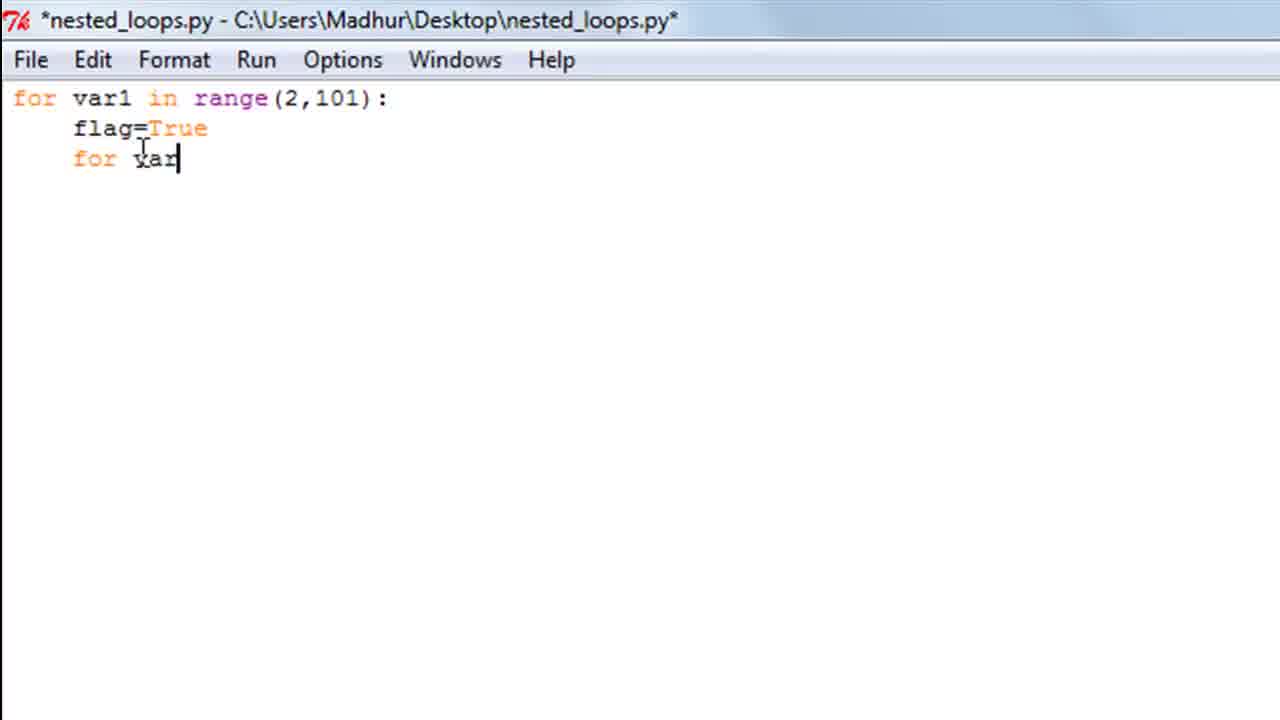 *nested_loops.py - C:\Users\Madhur\Desktop\nested_loops.py*
File Edit Format Run Options Windows Help
for var1 in range(2,101):
    flag=True
    for var